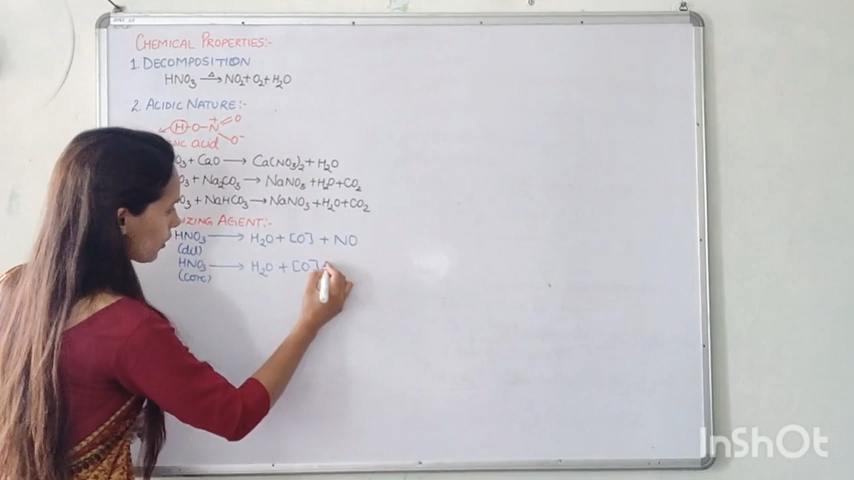 CHEMICAL PROPERTIES:-
1. DECOMPOSITION
HNO3 —Δ→ NO2 + O2 + H2O
2. ACIDIC NATURE:-
H-O-N+ =O
O-
acid
O3 + CaO → Ca(NO3)2 + H2O
O3 + Na2CO3 → NaNO3 + H2O + CO2
O3 + NaHCO3 → NaNO3 + H2O + CO2
IZING AGENT:-
HNO3 → H2O + [O] + NO
(dil)
HNO3 → H2O + [O]
(conc)
InShOt